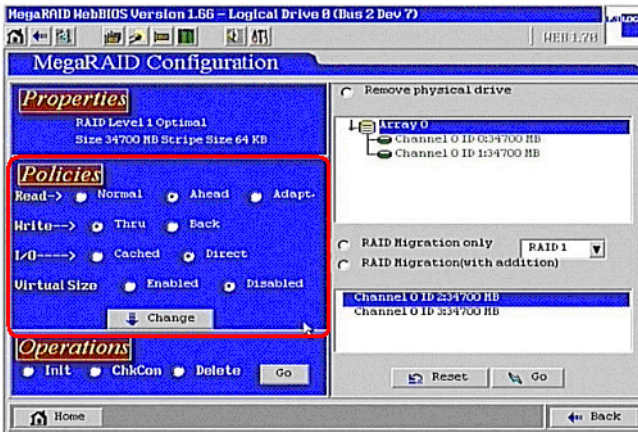 MegaRAID WebBIOS Version 1.66 - Logical Drive 0 (Bus 2 Dev 7)
WEB 1.70
MegaRAID Configuration
Properties
RAID Level 1 Optimal
Size 34700 MB Stripe Size 64 KB
Policies
Read-> Normal Ahead Adapt-
Write--> Thru Back
I/O----> Cached Direct
Virtual Size Enabled Disabled
Change
Operations
Init ChkCon Delete Go
Remove physical drive
Array 0
Channel 0 ID 0:34700 MB
Channel 0 ID 1:34700 MB
RAID Migration only RAID 1
RAID Migration(with addition)
Channel 0 ID 2:34700 MB
Channel 0 ID 3:34700 MB
Reset Go
Home Back